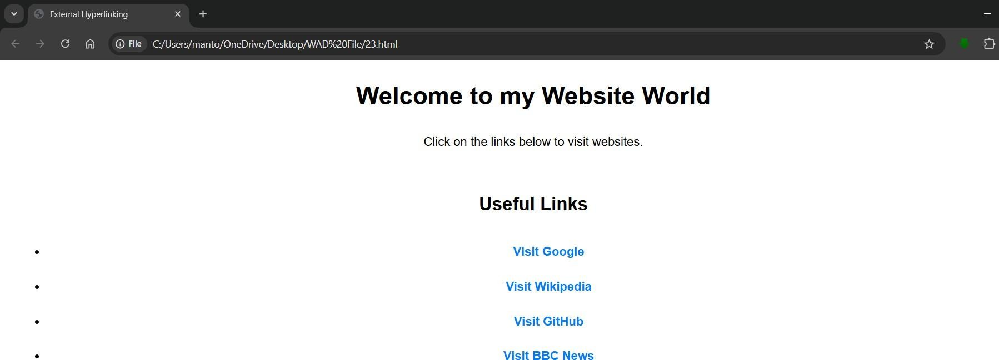 External Hyperlinking
File C:/Users/manto/OneDrive/Desktop/WAD%20File/23.html
Welcome to my Website World
Click on the links below to visit websites.
Useful Links
• Visit Google
• Visit Wikipedia
• Visit GitHub
• Visit BBC News